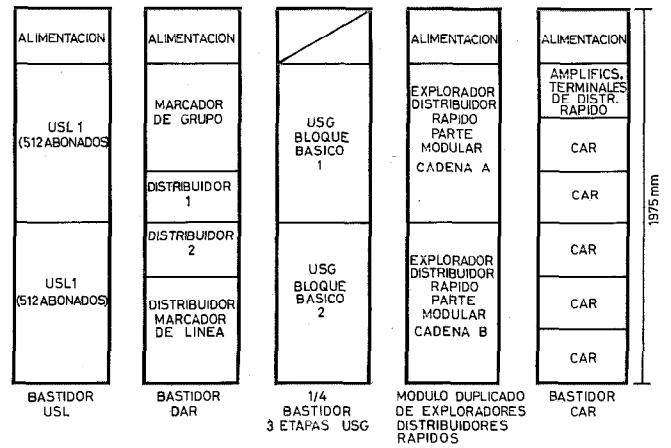 ALIMENTACION
USL 1
(512 ABONADOS)
USL1
(512 ABONADOS)
BASTIDOR
USL
ALIMENTACION
MARCADOR
DE GRUPO
DISTRIBUIDOR
1
DISTRIBUIDOR
2
DISTRIBUIDOR
MARCADOR
DE LINEA
BASTIDOR
DAR
USG
BLOQUE
BASICO
1
USG
BLOQUE
BASICO
2
1/4
BASTIDOR
3 ETAPAS USG
ALIMENTACION
EXPLORADOR
DISTRIBUIDOR
RAPIDO
PARTE
MODULAR
CADENA A
EXPLORADOR
DISTRIBUIDOR
RAPIDO
PARTE
MODULAR
CADENA B
MODULO DUPLICADO
DE EXPLORADORES
DISTRIBUIDORES
RAPIDOS
ALIMENTACION
AMPLIFICS,
TERMINALES
DE DISTR.
RAPIDO
CAR
CAR
CAR
CAR
CAR
BASTIDOR
CAR
1975mm